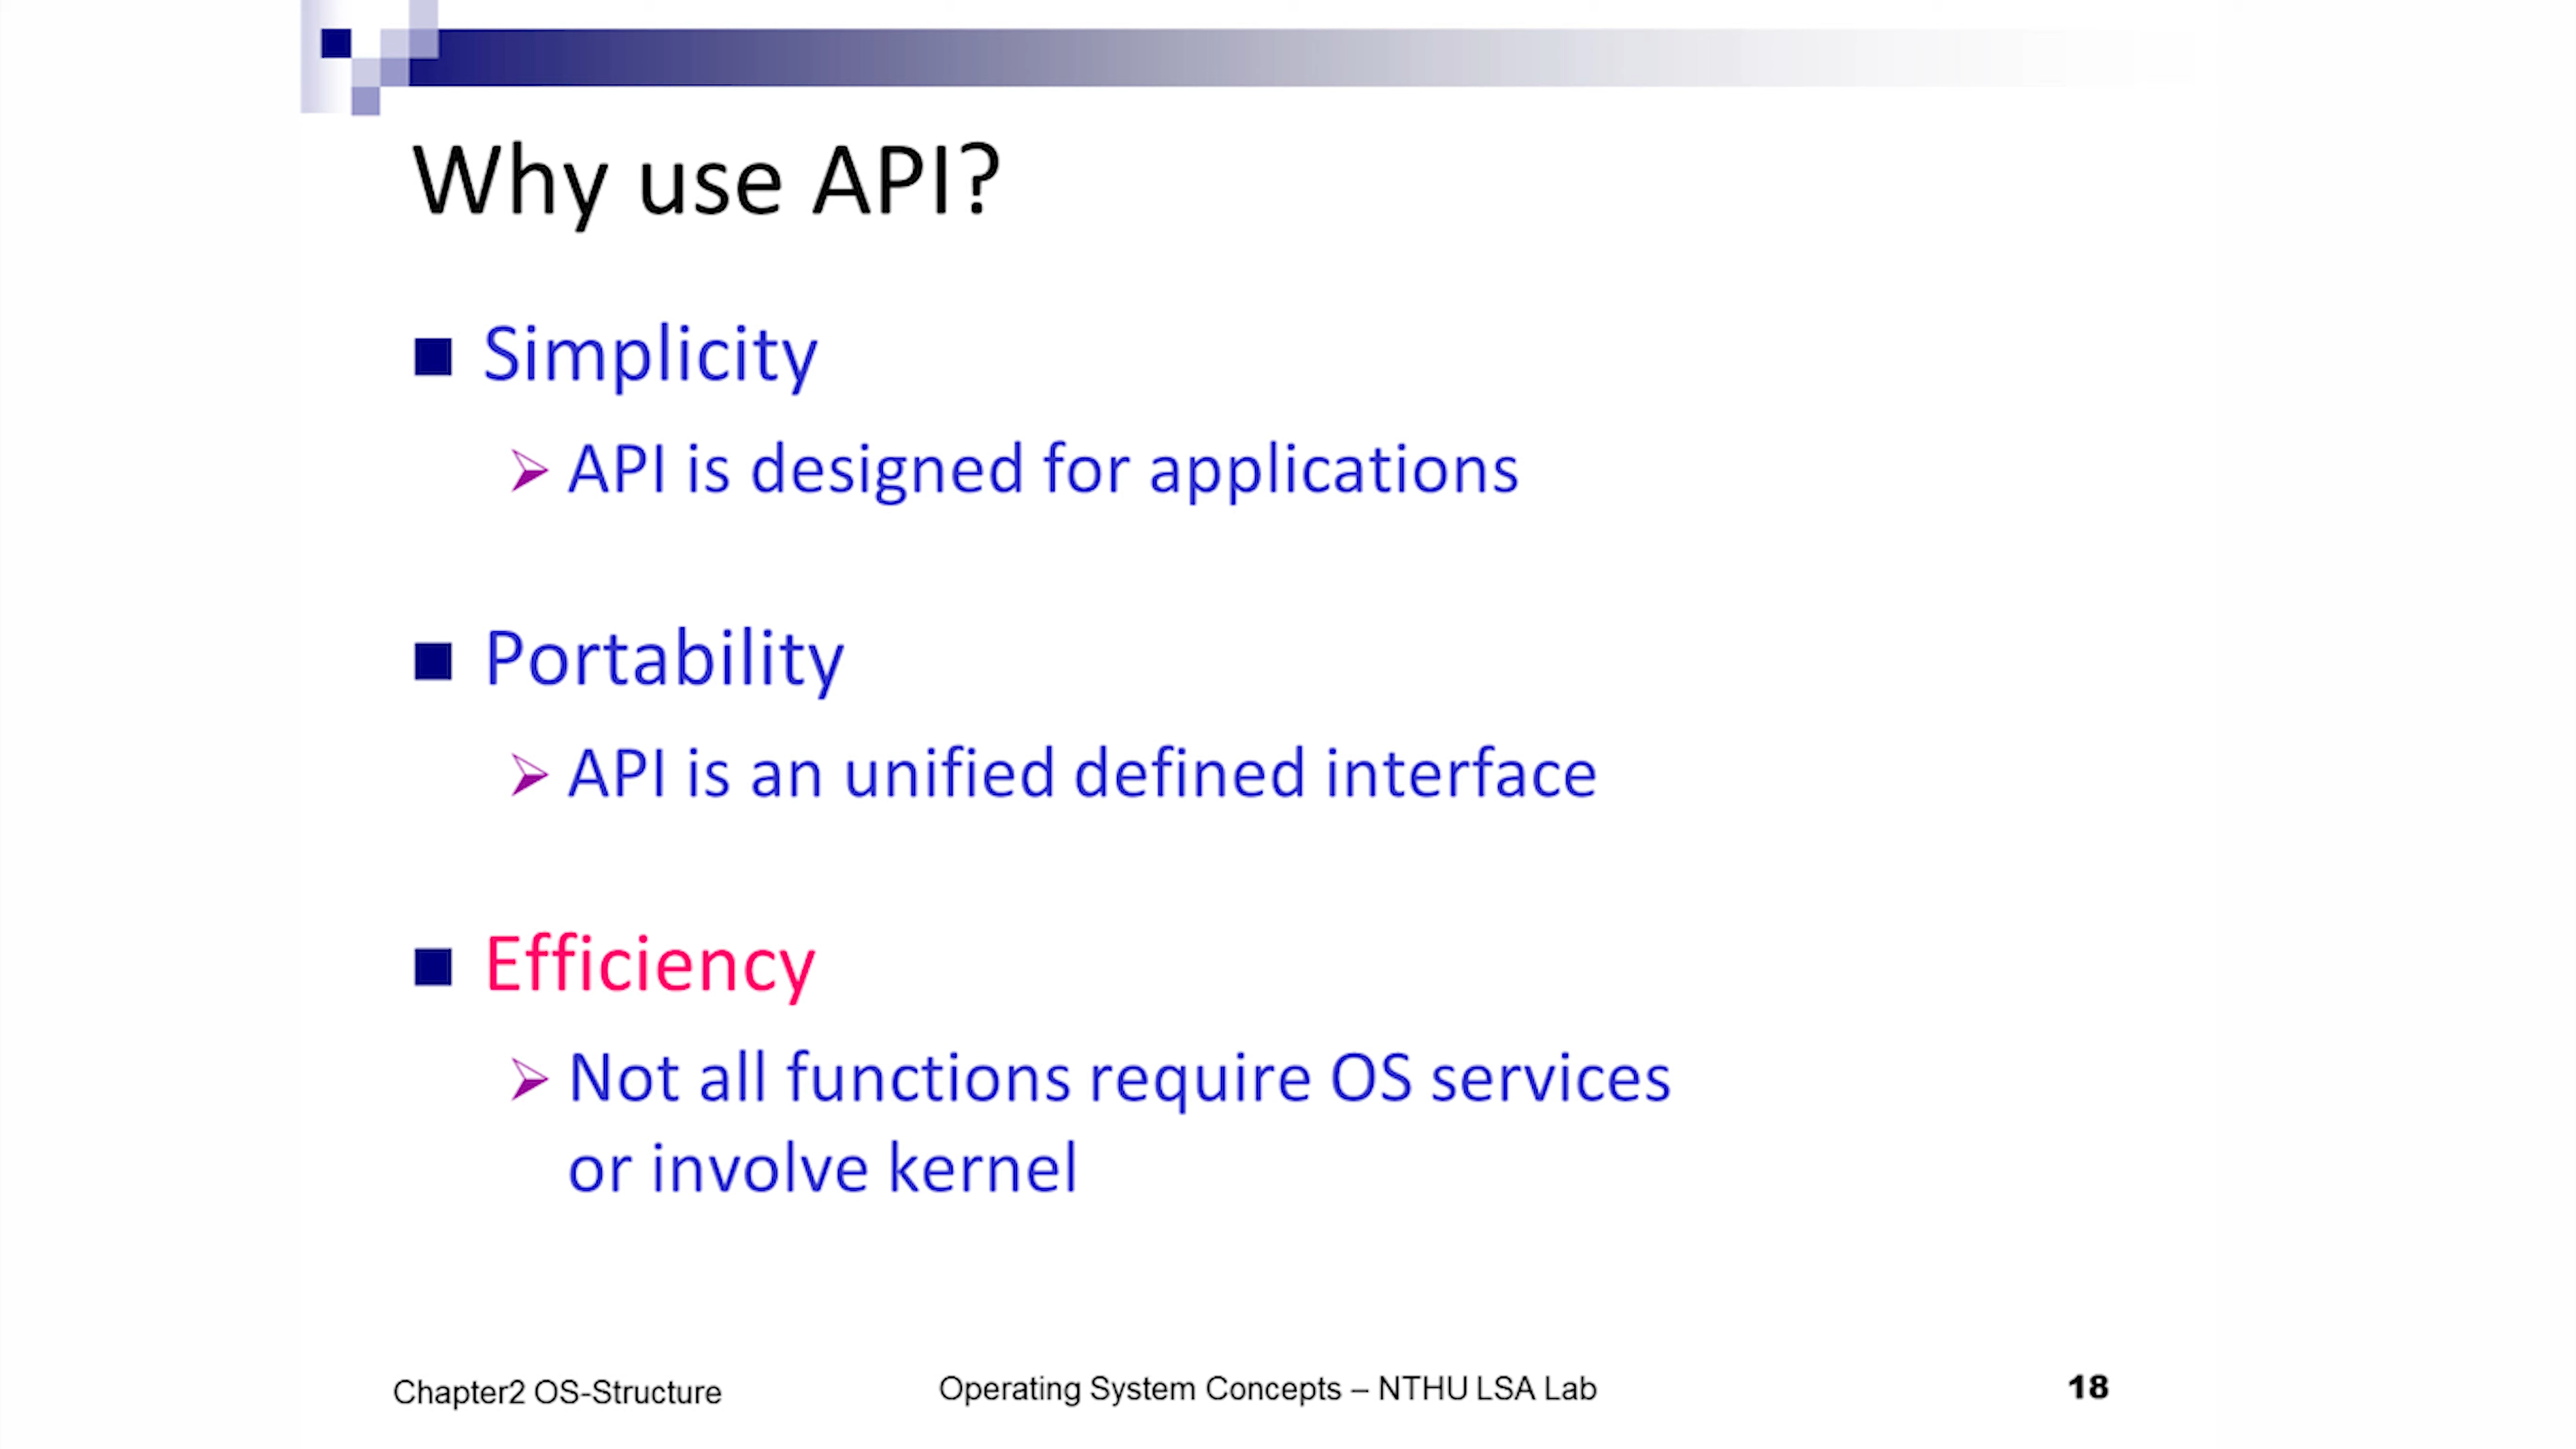 Why use API?
Simplicity
API is designed for applications
Portability
API is an unified defined interface
Efficiency
Not all functions require OS services
or involve kernel
Chapter2 OS-Structure
Operating System Concepts – NTHU LSA Lab
18